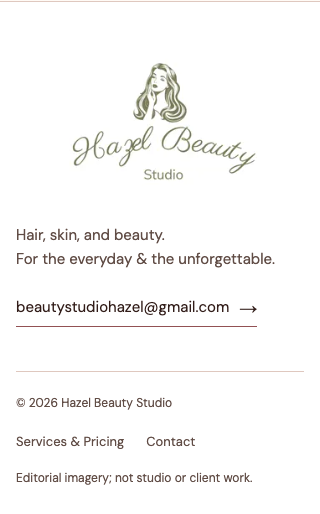 Hazel Beauty
Studio
Hair, skin, and beauty.
For the everyday & the unforgettable.
beautystudiohazel@gmail.com →
© 2026 Hazel Beauty Studio
Services & Pricing Contact
Editorial imagery; not studio or client work.